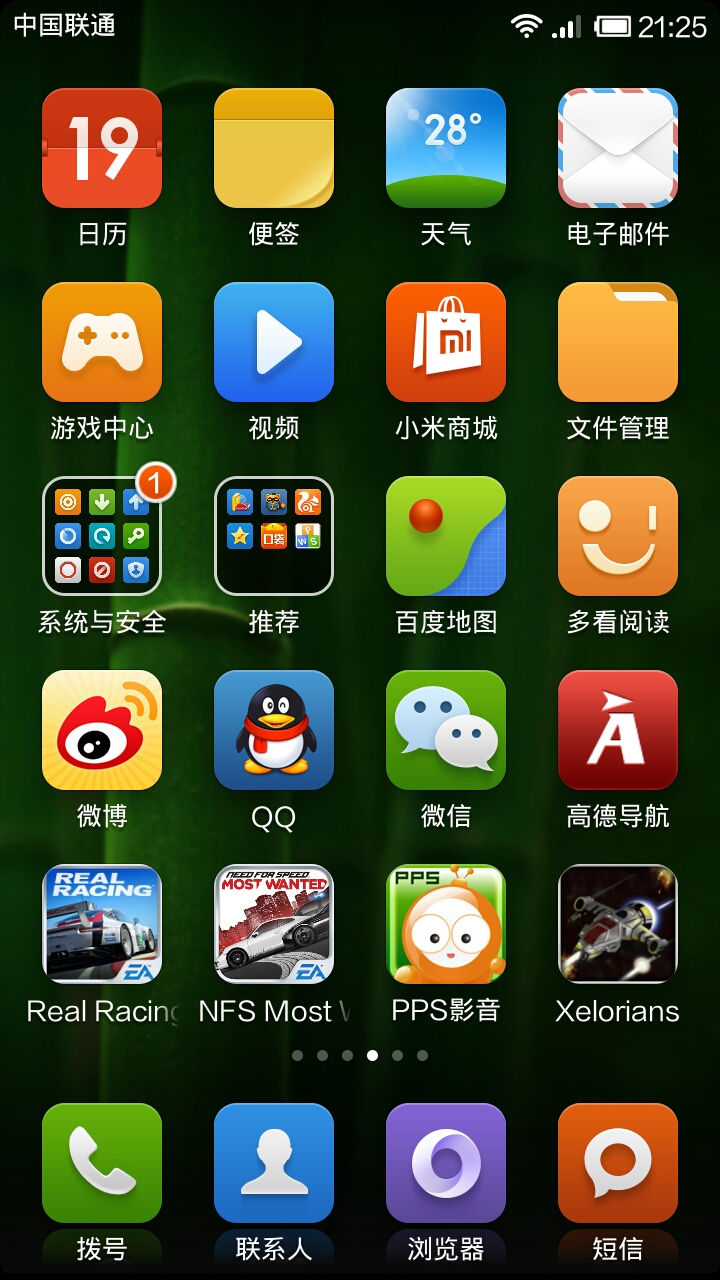 中国联通 21:25
19 28°
日历 便签 天气 电子邮件
游戏中心 视频 小米商城 文件管理
1
口袋
W S
系统与安全 推荐 百度地图 多看阅读
微博 QQ 微信 高德导航
REAL RACING EA
NEED FOR SPEED MOST WANTED EA
PPS
Real Racing NFS Most PPS影音 Xelorians
拨号 联系人 浏览器 短信